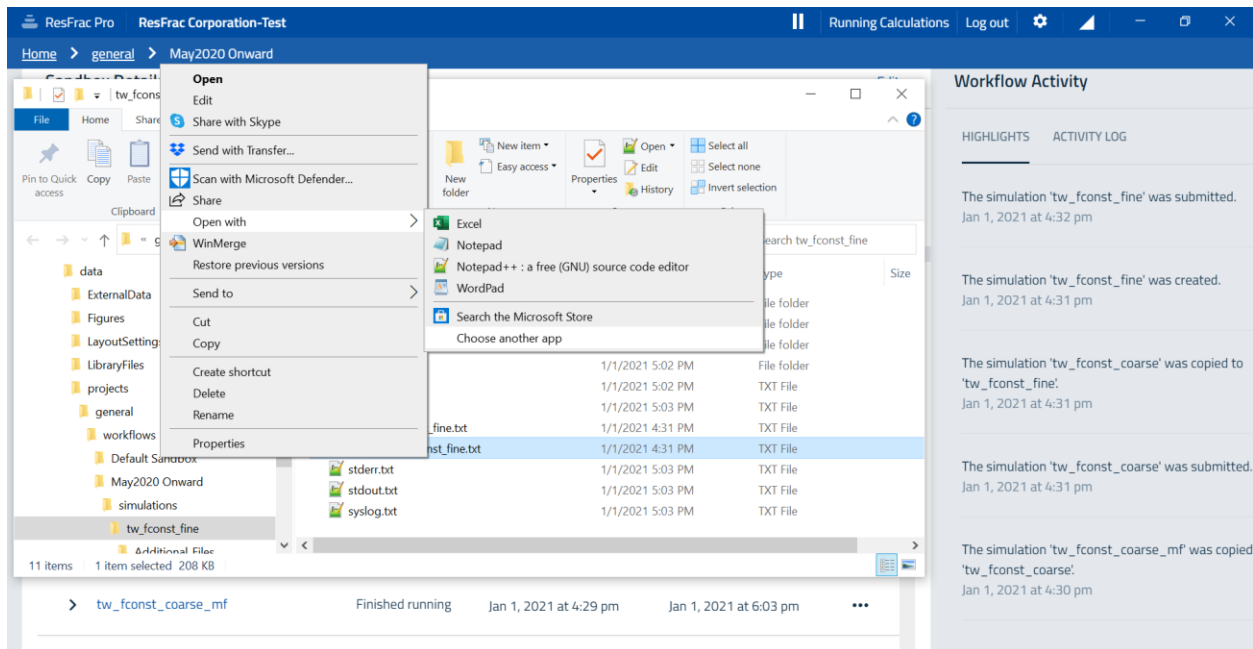 ResFrac Pro ResFrac Corporation-Test Running Calculations Log out
Home > general > May2020 Onward
tw_fcons
File Home Share
Pin to Quick access
Copy
Paste
Clipboard
New folder
New item
Easy access
Properties
Open
Edit
History
Select all
Select none
Invert selection
Open
Edit
Share with Skype
Send with Transfer...
Scan with Microsoft Defender...
Share
Open with
WinMerge
Restore previous versions
Send to
Cut
Copy
Create shortcut
Delete
Rename
Properties
Excel
Notepad
Notepad++ : a free (GNU) source code editor
WordPad
Search the Microsoft Store
Choose another app
earch tw_fconst_fine
ype Size
ile folder
ile folder
ile folder
1/1/2021 5:02 PM File folder
1/1/2021 5:02 PM TXT File
1/1/2021 5:03 PM TXT File
_fine.txt 1/1/2021 4:31 PM TXT File
nst_fine.txt 1/1/2021 4:31 PM TXT File
stderr.txt 1/1/2021 5:03 PM TXT File
stdout.txt 1/1/2021 5:03 PM TXT File
syslog.txt 1/1/2021 5:03 PM TXT File
data
ExternalData
Figures
LayoutSetting
LibraryFiles
projects
general
workflows
Default Sandbox
May2020 Onward
simulations
tw_fconst_fine
Additional Files
11 items 1 item selected 208 KB
tw_fconst_coarse_mf Finished running Jan 1, 2021 at 4:29 pm Jan 1, 2021 at 6:03 pm
Workflow Activity
HIGHLIGHTS ACTIVITY LOG
The simulation 'tw_fconst_fine' was submitted.
Jan 1, 2021 at 4:32 pm
The simulation 'tw_fconst_fine' was created.
Jan 1, 2021 at 4:31 pm
The simulation 'tw_fconst_coarse' was copied to
'tw_fconst_fine'.
Jan 1, 2021 at 4:31 pm
The simulation 'tw_fconst_coarse' was submitted.
Jan 1, 2021 at 4:31 pm
The simulation 'tw_fconst_coarse_mf' was copied
'tw_fconst_coarse'.
Jan 1, 2021 at 4:30 pm